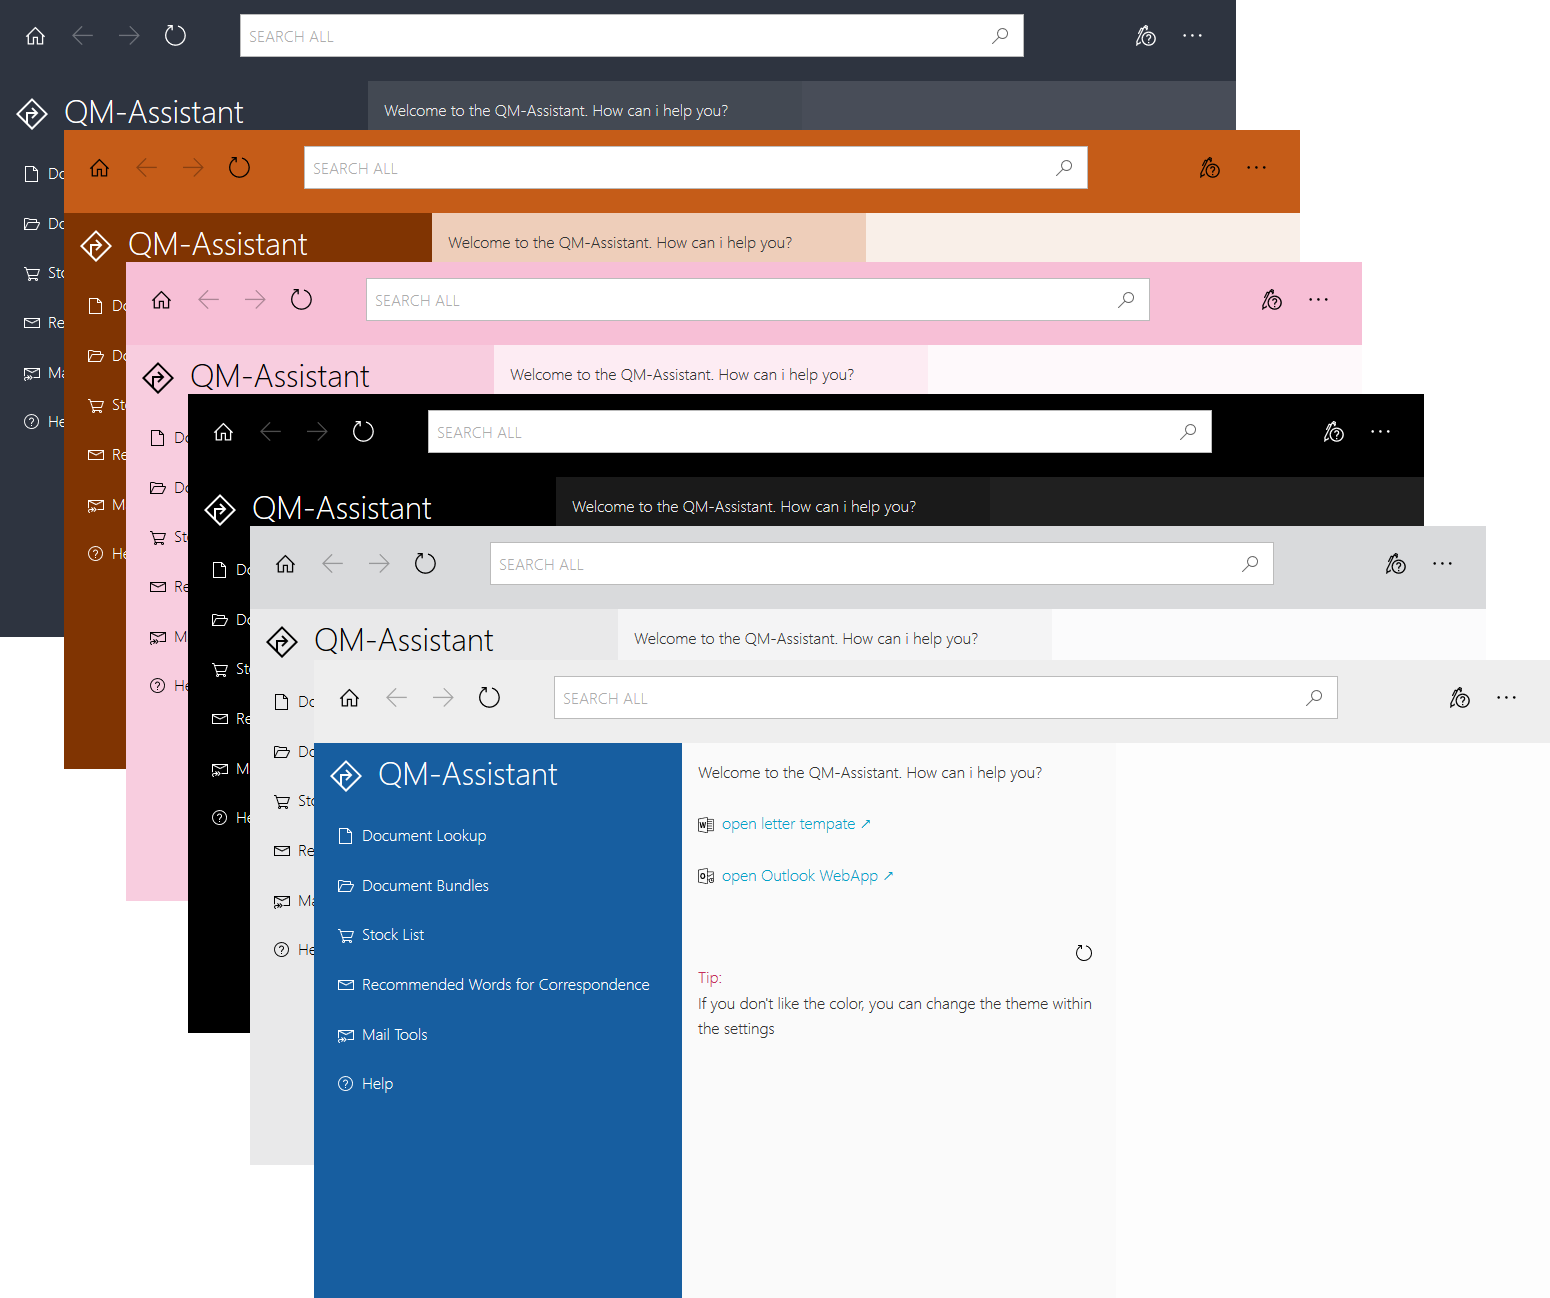 SEARCH ALL
QM-Assistant
Welcome to the QM-Assistant. How can i help you?
Do
Do
Sto
Re
Ma
He
SEARCH ALL
QM-Assistant
Welcome to the QM-Assistant. How can i help you?
Do
Do
Sto
Re
M
He
SEARCH ALL
QM-Assistant
Welcome to the QM-Assistant. How can i help you?
Do
Do
Sto
Re
M
He
SEARCH ALL
QM-Assistant
Welcome to the QM-Assistant. How can i help you?
Do
Do
Sto
Re
M
He
SEARCH ALL
QM-Assistant
Welcome to the QM-Assistant. How can i help you?
Do
Do
Sto
Re
Ma
He
SEARCH ALL
QM-Assistant
Document Lookup
Document Bundles
Stock List
Recommended Words for Correspondence
Mail Tools
Help
Welcome to the QM-Assistant. How can i help you?
open letter tempate ↗
open Outlook WebApp ↗
Tip:
If you don't like the color, you can change the theme within
the settings